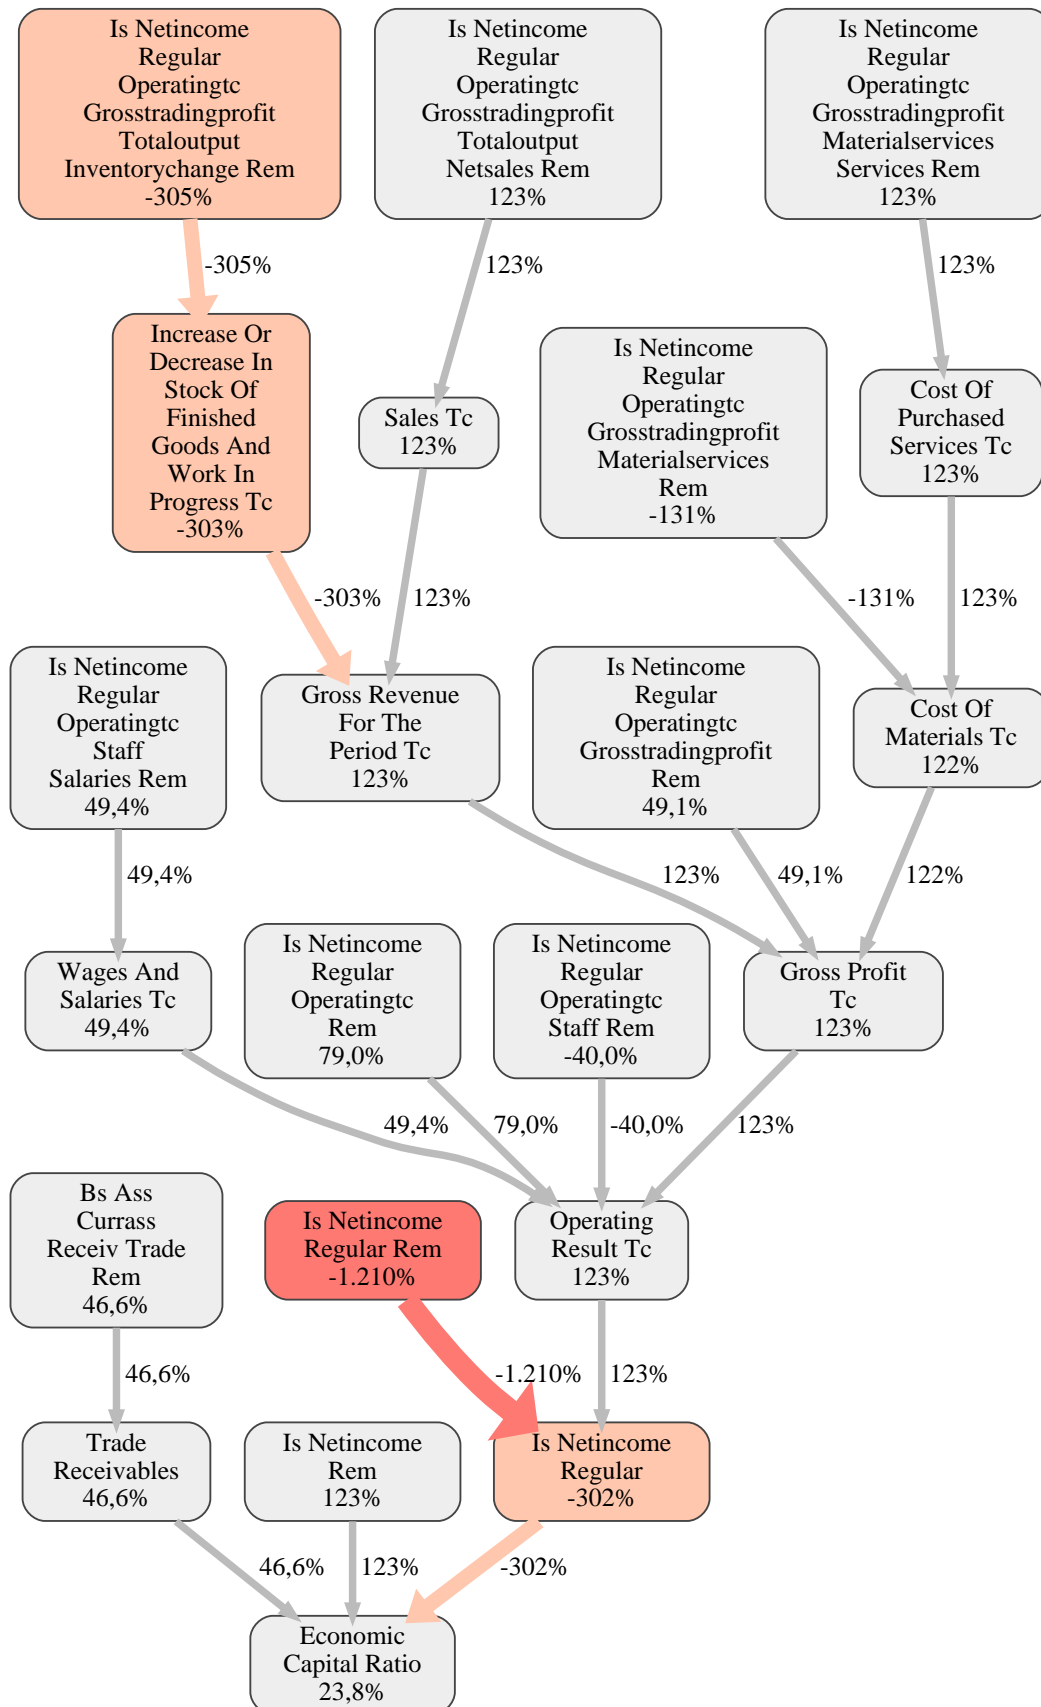 Is Netincome
Regular
Operatingtc
Grosstradingprofit
Totaloutput
Inventorychange Rem
-305%
Is Netincome
Regular
Operatingtc
Grosstradingprofit
Totaloutput
Netsales Rem
123%
Is Netincome
Regular
Operatingtc
Grosstradingprofit
Materialservices
Services Rem
123%
-305%
123%
123%
Increase Or
Decrease In
Stock Of
Finished
Goods And
Work In
Progress Tc
-303%
Sales Tc
123%
Is Netincome
Regular
Operatingtc
Grosstradingprofit
Materialservices
Rem
-131%
Cost Of
Purchased
Services Tc
123%
-303%
123%
-131%
123%
Is Netincome
Regular
Operatingtc
Staff
Salaries Rem
49,4%
Gross Revenue
For The
Period Tc
123%
Is Netincome
Regular
Operatingtc
Grosstradingprofit
Rem
49,1%
Cost Of
Materials Tc
122%
49,4%
123%
49,1%
122%
Wages And
Salaries Tc
49,4%
Is Netincome
Regular
Operatingtc
Rem
79,0%
Is Netincome
Regular
Operatingtc
Staff Rem
-40,0%
Gross Profit
Tc
123%
49,4%
79,0%
-40,0%
123%
Bs Ass
Currass
Receiv Trade
Rem
46,6%
Is Netincome
Regular Rem
-1.210%
Operating
Result Tc
123%
46,6%
-1.210%
123%
Trade
Receivables
46,6%
Is Netincome
Rem
123%
Is Netincome
Regular
-302%
46,6%
123%
-302%
Economic
Capital Ratio
23,8%